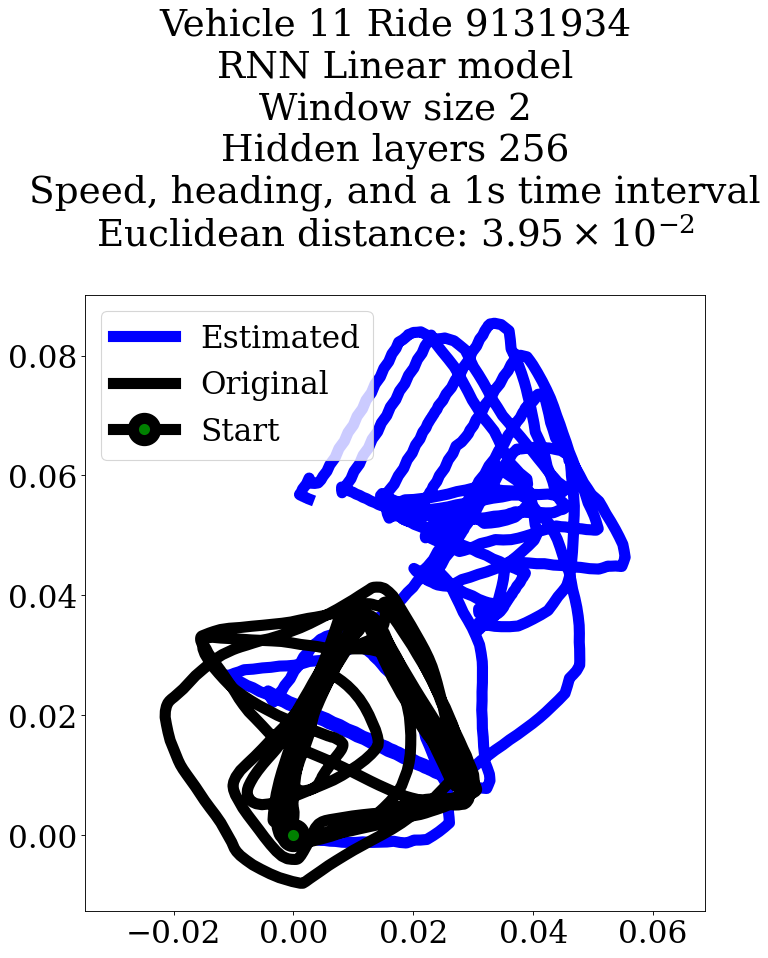 Vehicle 11 Ride 9131934
RNN Linear model
Window size 2
Hidden layers 256
Speed, heading, and a 1s time interval
Euclidean distance: 3.95 × 10⁻²
Estimated
Original
Start
0.08
0.06
0.04
0.02
0.00
−0.02 0.00 0.02 0.04 0.06